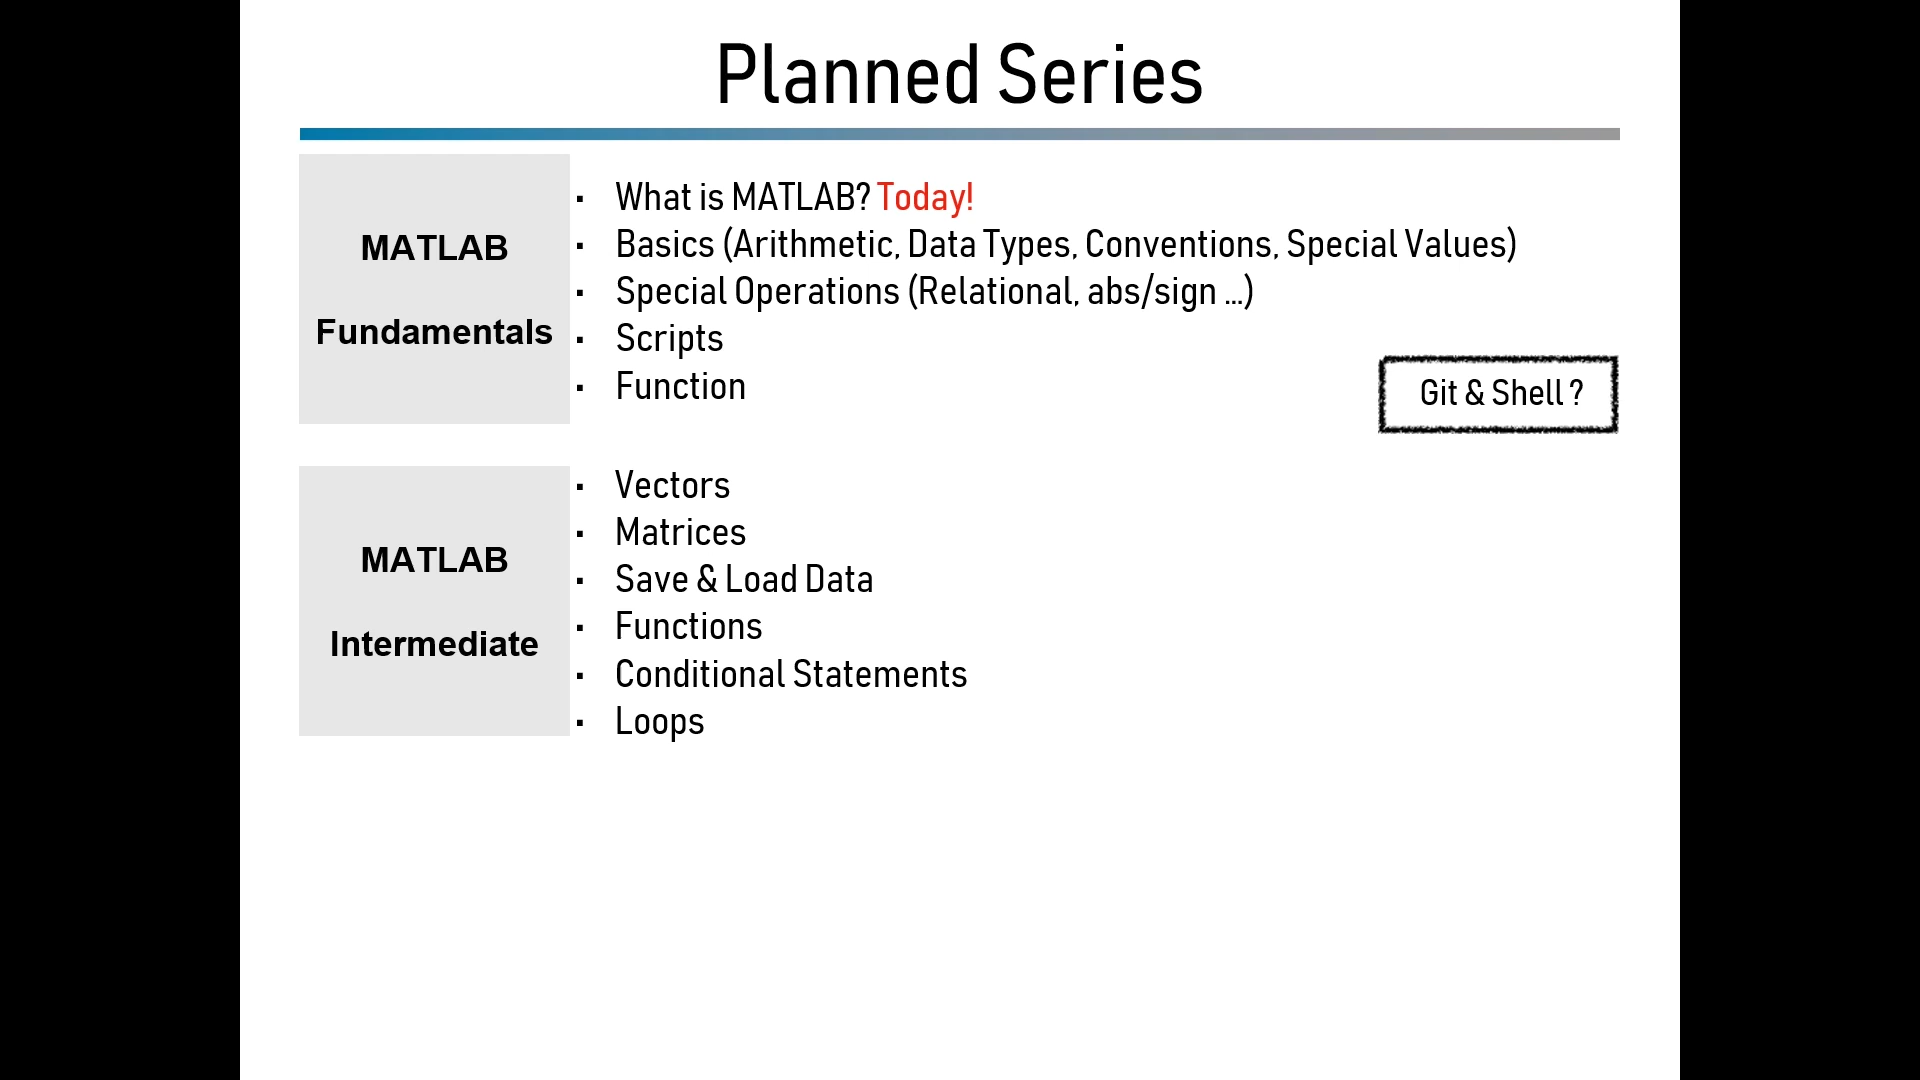 Planned Series
MATLAB
Fundamentals
▪ What is MATLAB? Today!
▪ Basics (Arithmetic, Data Types, Conventions, Special Values)
▪ Special Operations (Relational, abs/sign ...)
▪ Scripts
▪ Function
Git & Shell ?
MATLAB
Intermediate
▪ Vectors
▪ Matrices
▪ Save & Load Data
▪ Functions
▪ Conditional Statements
▪ Loops